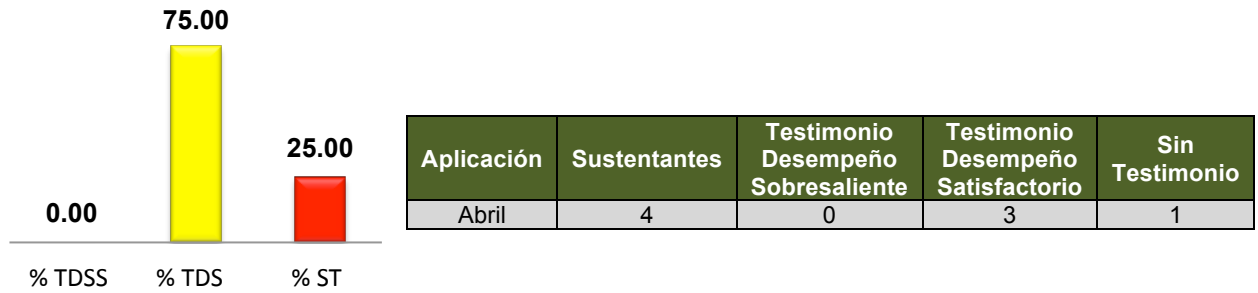 75.00
25.00
0.00
% TDSS % TDS % ST
Aplicación Sustentantes Testimonio Desempeño Sobresaliente Testimonio Desempeño Satisfactorio Sin Testimonio
Abril 4 0 3 1